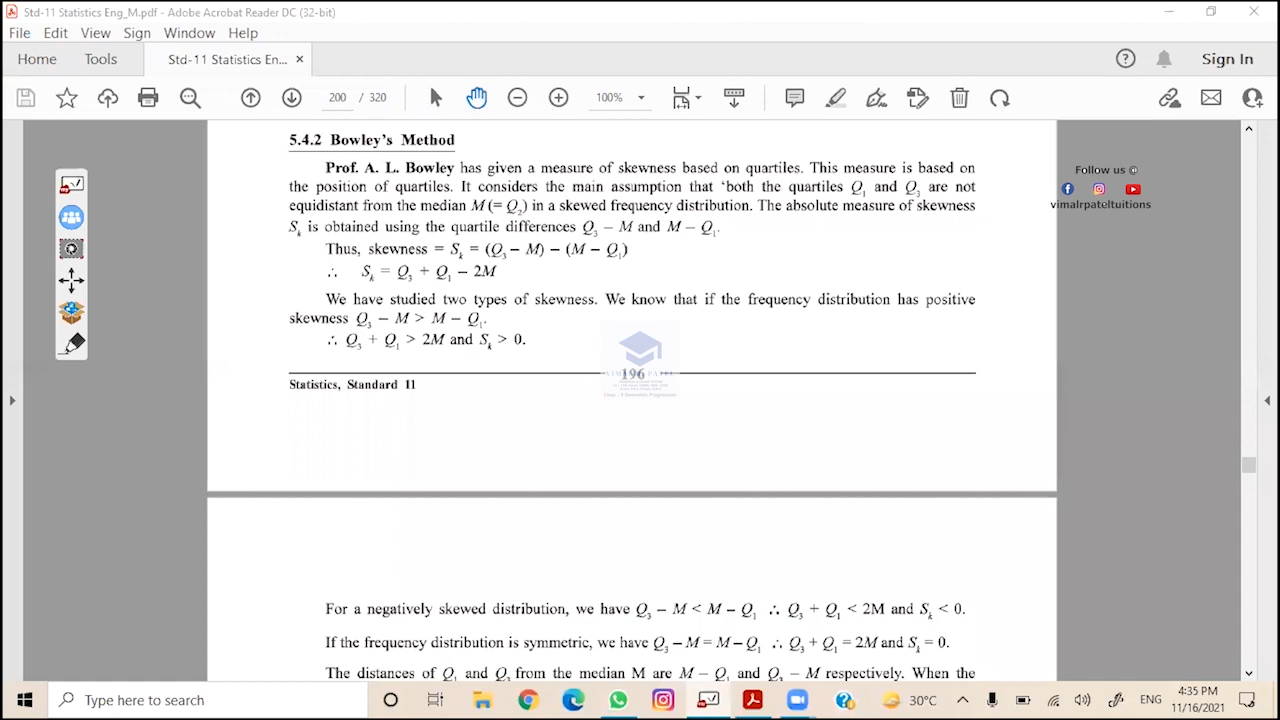 Std-11 Statistics Eng_M.pdf - Adobe Acrobat Reader DC (32-bit)
File Edit View Sign Window Help
Home Tools Std-11 Statistics En... Sign In
200 / 320 100%
5.4.2 Bowley's Method
Prof. A. L. Bowley has given a measure of skewness based on quartiles. This measure is based on
the position of quartiles. It considers the main assumption that 'both the quartiles Q₁ and Q₃ are not
equidistant from the median M (= Q₂) in a skewed frequency distribution. The absolute measure of skewness
Sₖ is obtained using the quartile differences Q₃ – M and M – Q₁.
Thus, skewness = Sₖ = (Q₃ – M) – (M – Q₁)
∴ Sₖ = Q₃ + Q₁ – 2M
We have studied two types of skewness. We know that if the frequency distribution has positive
skewness Q₃ – M > M – Q₁.
∴ Q₃ + Q₁ > 2M and Sₖ > 0.
196
Statistics, Standard 11
Follow us @
vimalrpateltuitions
For a negatively skewed distribution, we have Q₃ – M < M – Q₁ ∴ Q₃ + Q₁ < 2M and Sₖ < 0.
If the frequency distribution is symmetric, we have Q₃ – M = M – Q₁ ∴ Q₃ + Q₁ = 2M and Sₖ = 0.
The distances of Q₁ and Q₃ from the median M are M – Q₁ and Q₃ – M respectively. When the
Type here to search
30°C ENG
4:35 PM
11/16/2021